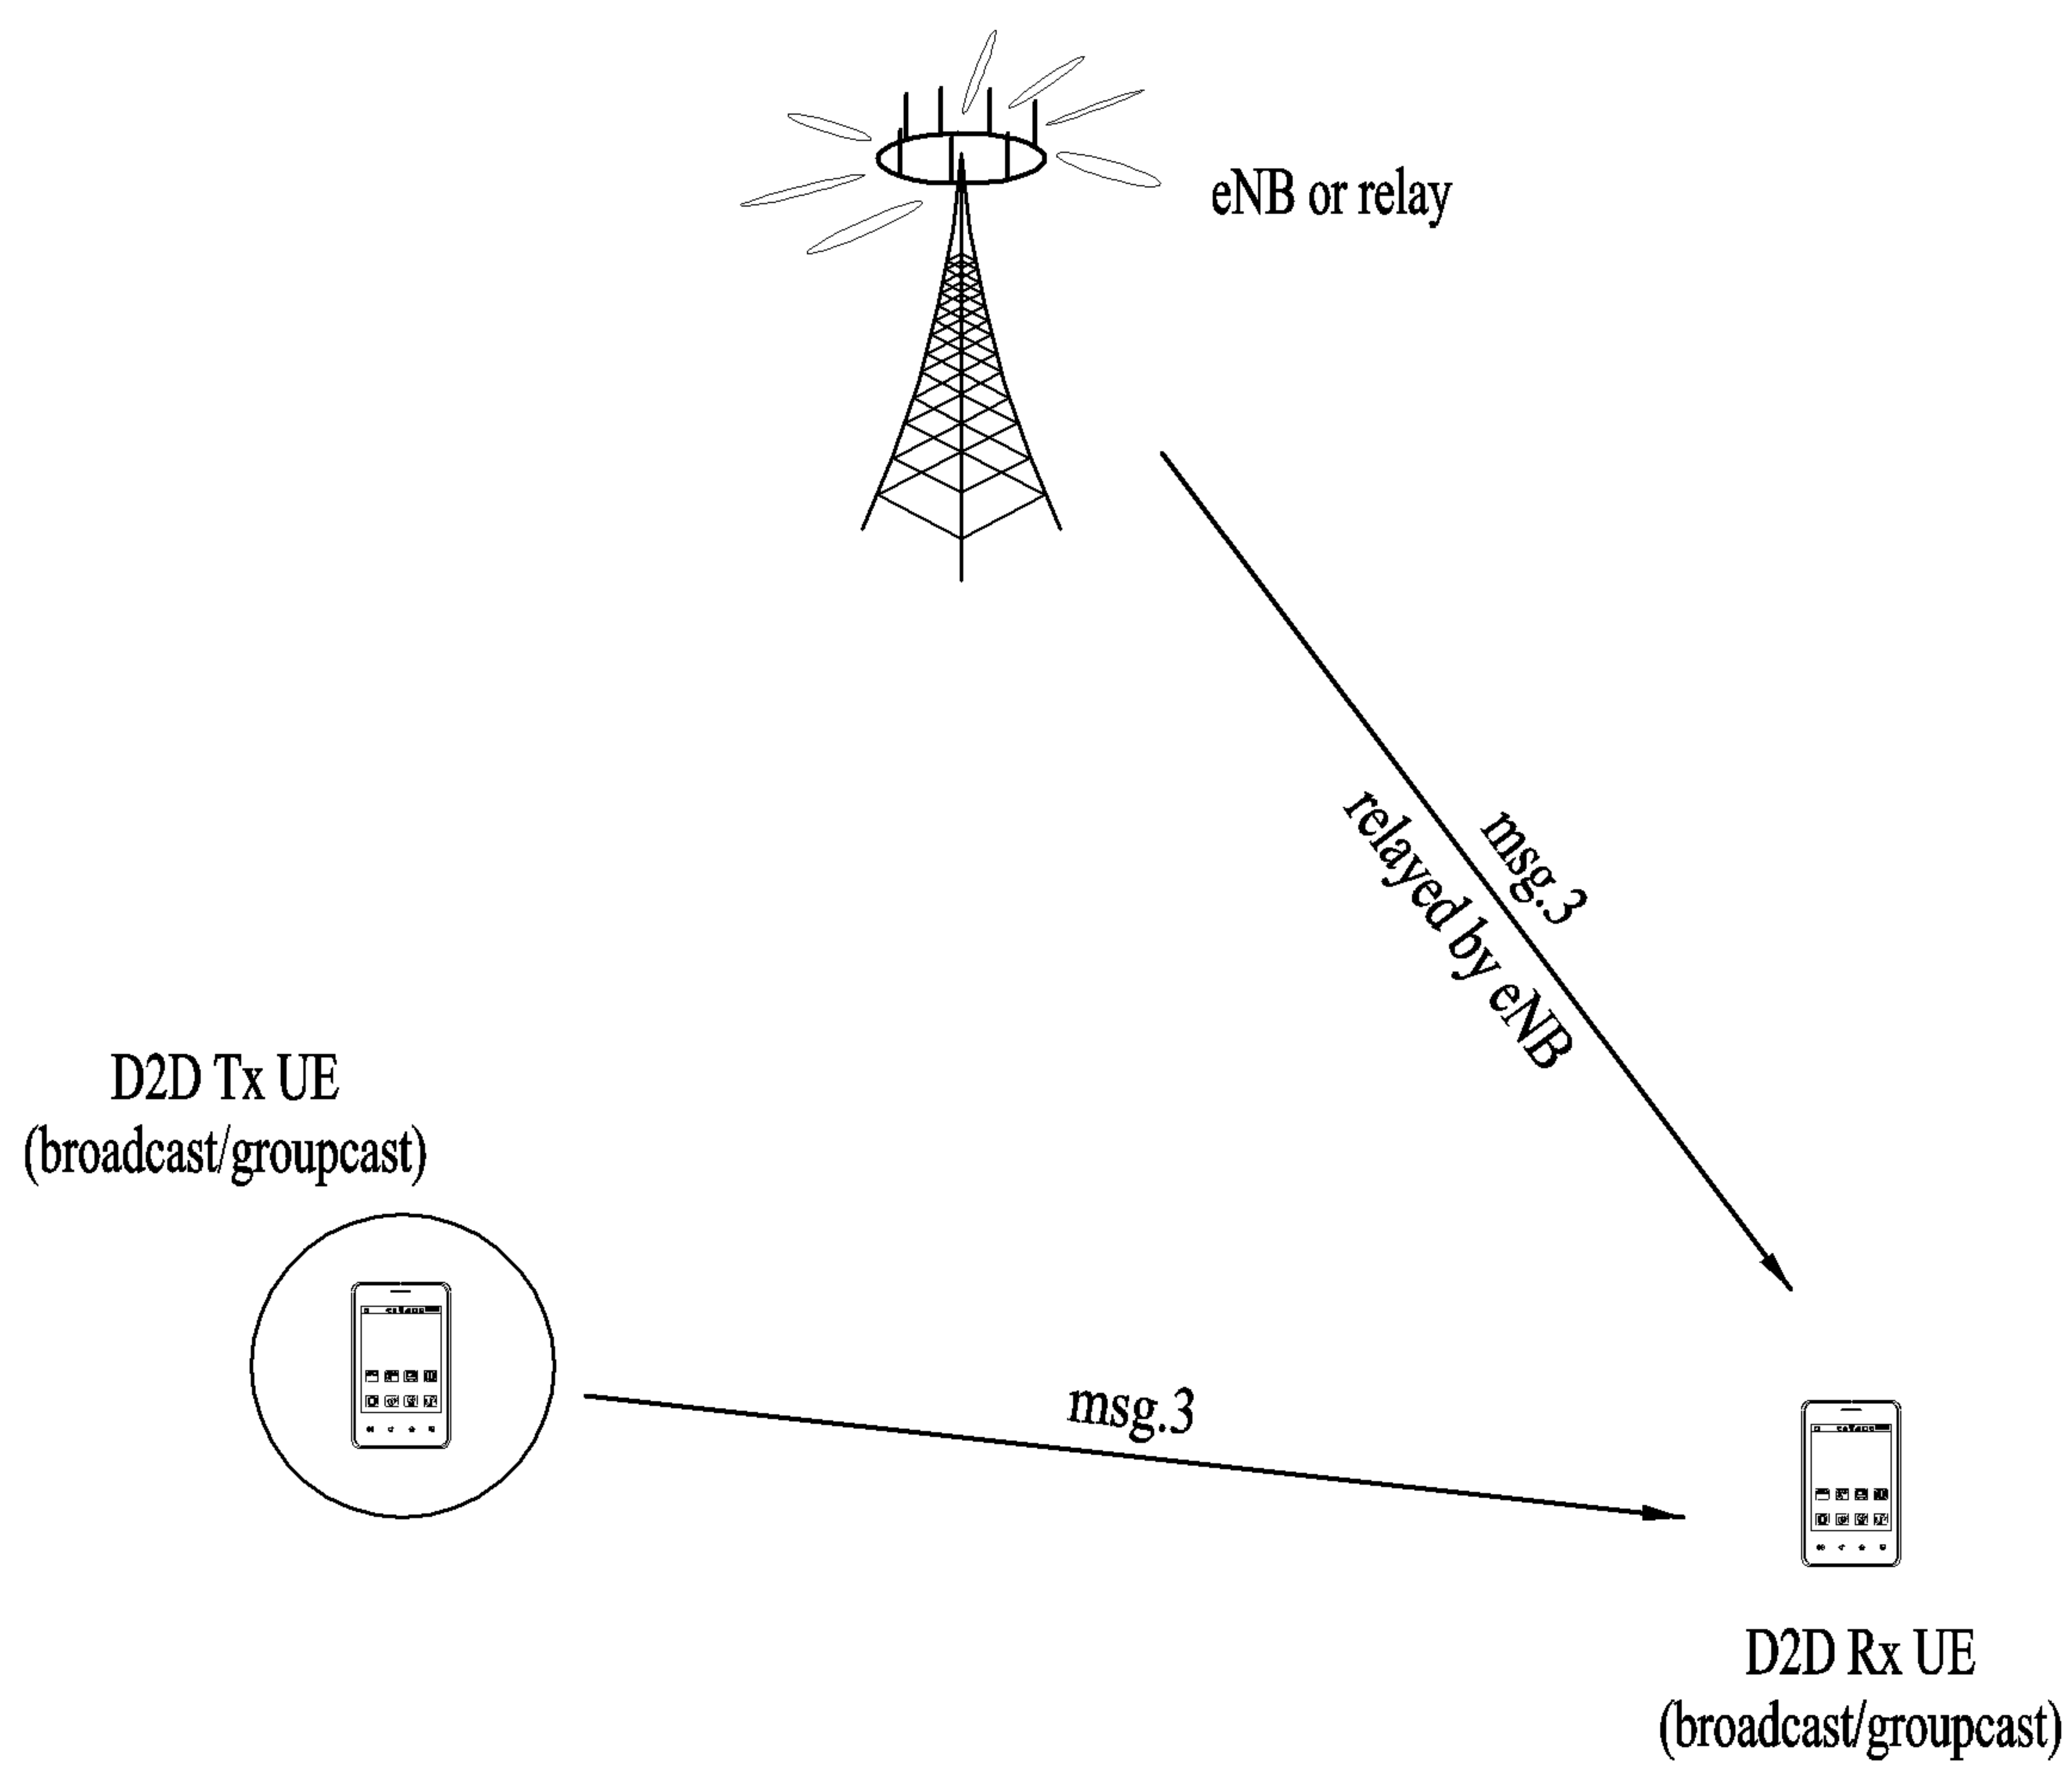 eNB or relay
msg.3
relayed by eNB
D2D Tx UE
(broadcast/groupcast)
msg.3
D2D Rx UE
(broadcast/groupcast)